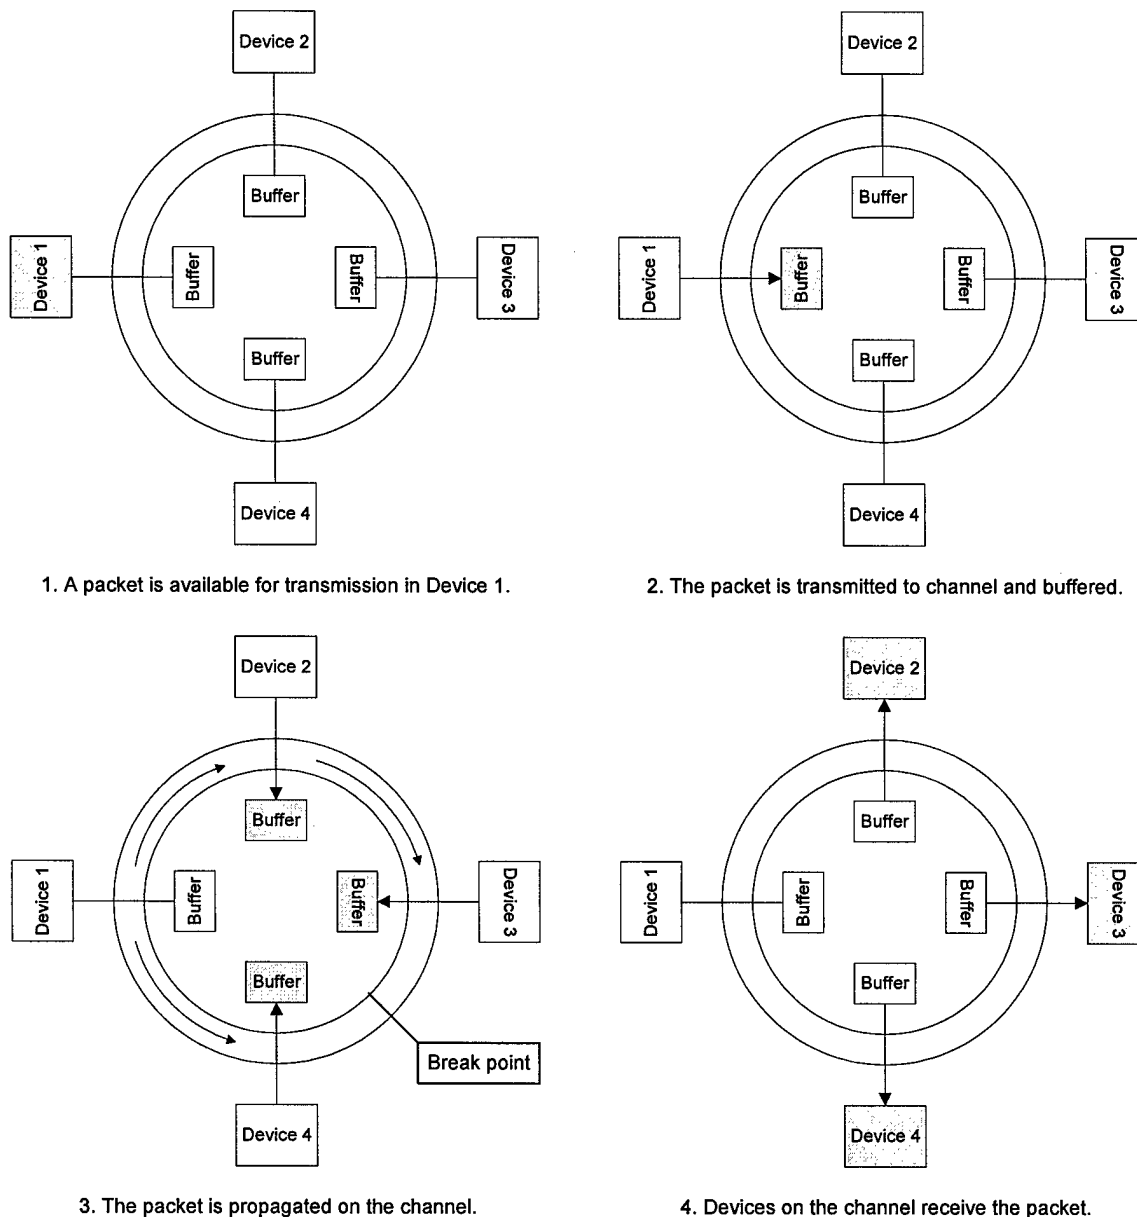 Device 2
Buffer
Device 1
Buffer
Buffer
Device 3
Buffer
Device 4
1. A packet is available for transmission in Device 1.
Device 2
Buffer
Device 1
Buffer
Buffer
Device 3
Buffer
Device 4
2. The packet is transmitted to channel and buffered.
Device 2
Buffer
Device 1
Buffer
Buffer
Device 3
Buffer
Break point
Device 4
3. The packet is propagated on the channel.
Device 2
Buffer
Device 1
Buffer
Buffer
Device 3
Buffer
Device 4
4. Devices on the channel receive the packet.